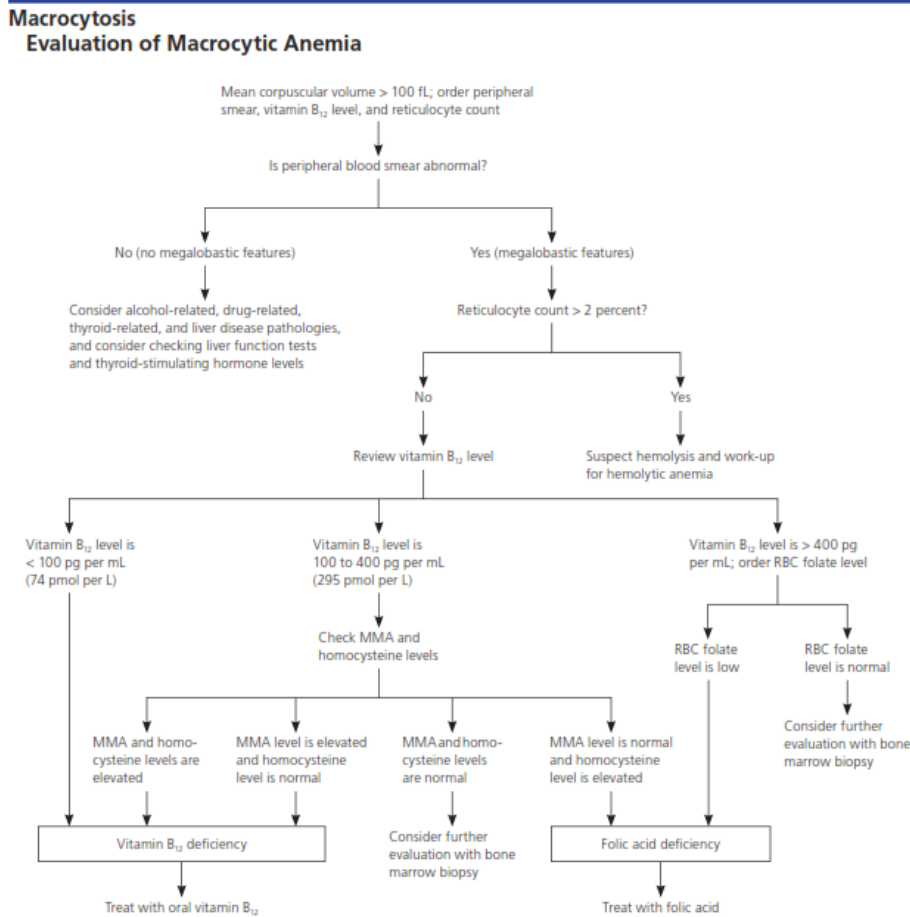 Macrocytosis
Evaluation of Macrocytic Anemia
Mean corpuscular volume > 100 fL; order peripheral
smear, vitamin B₁₂ level, and reticulocyte count
Is peripheral blood smear abnormal?
No (no megalobastic features)
Yes (megalobastic features)
Consider alcohol-related, drug-related,
thyroid-related, and liver disease pathologies,
and consider checking liver function tests
and thyroid-stimulating hormone levels
Reticulocyte count > 2 percent?
No
Yes
Review vitamin B₁₂ level
Suspect hemolysis and work-up
for hemolytic anemia
Vitamin B₁₂ level is
< 100 pg per mL
(74 pmol per L)
Vitamin B₁₂ level is
100 to 400 pg per mL
(295 pmol per L)
Vitamin B₁₂ level is > 400 pg
per mL; order RBC folate level
Check MMA and
homocysteine levels
RBC folate
level is low
RBC folate
level is normal
MMA and homo-
cysteine levels are
elevated
MMA level is elevated
and homocysteine
level is normal
MMA and homo-
cysteine levels
are normal
MMA level is normal
and homocysteine
level is elevated
Consider further
evaluation with bone
marrow biopsy
Vitamin B₁₂ deficiency
Consider further
evaluation with bone
marrow biopsy
Folic acid deficiency
Treat with oral vitamin B₁₂
Treat with folic acid